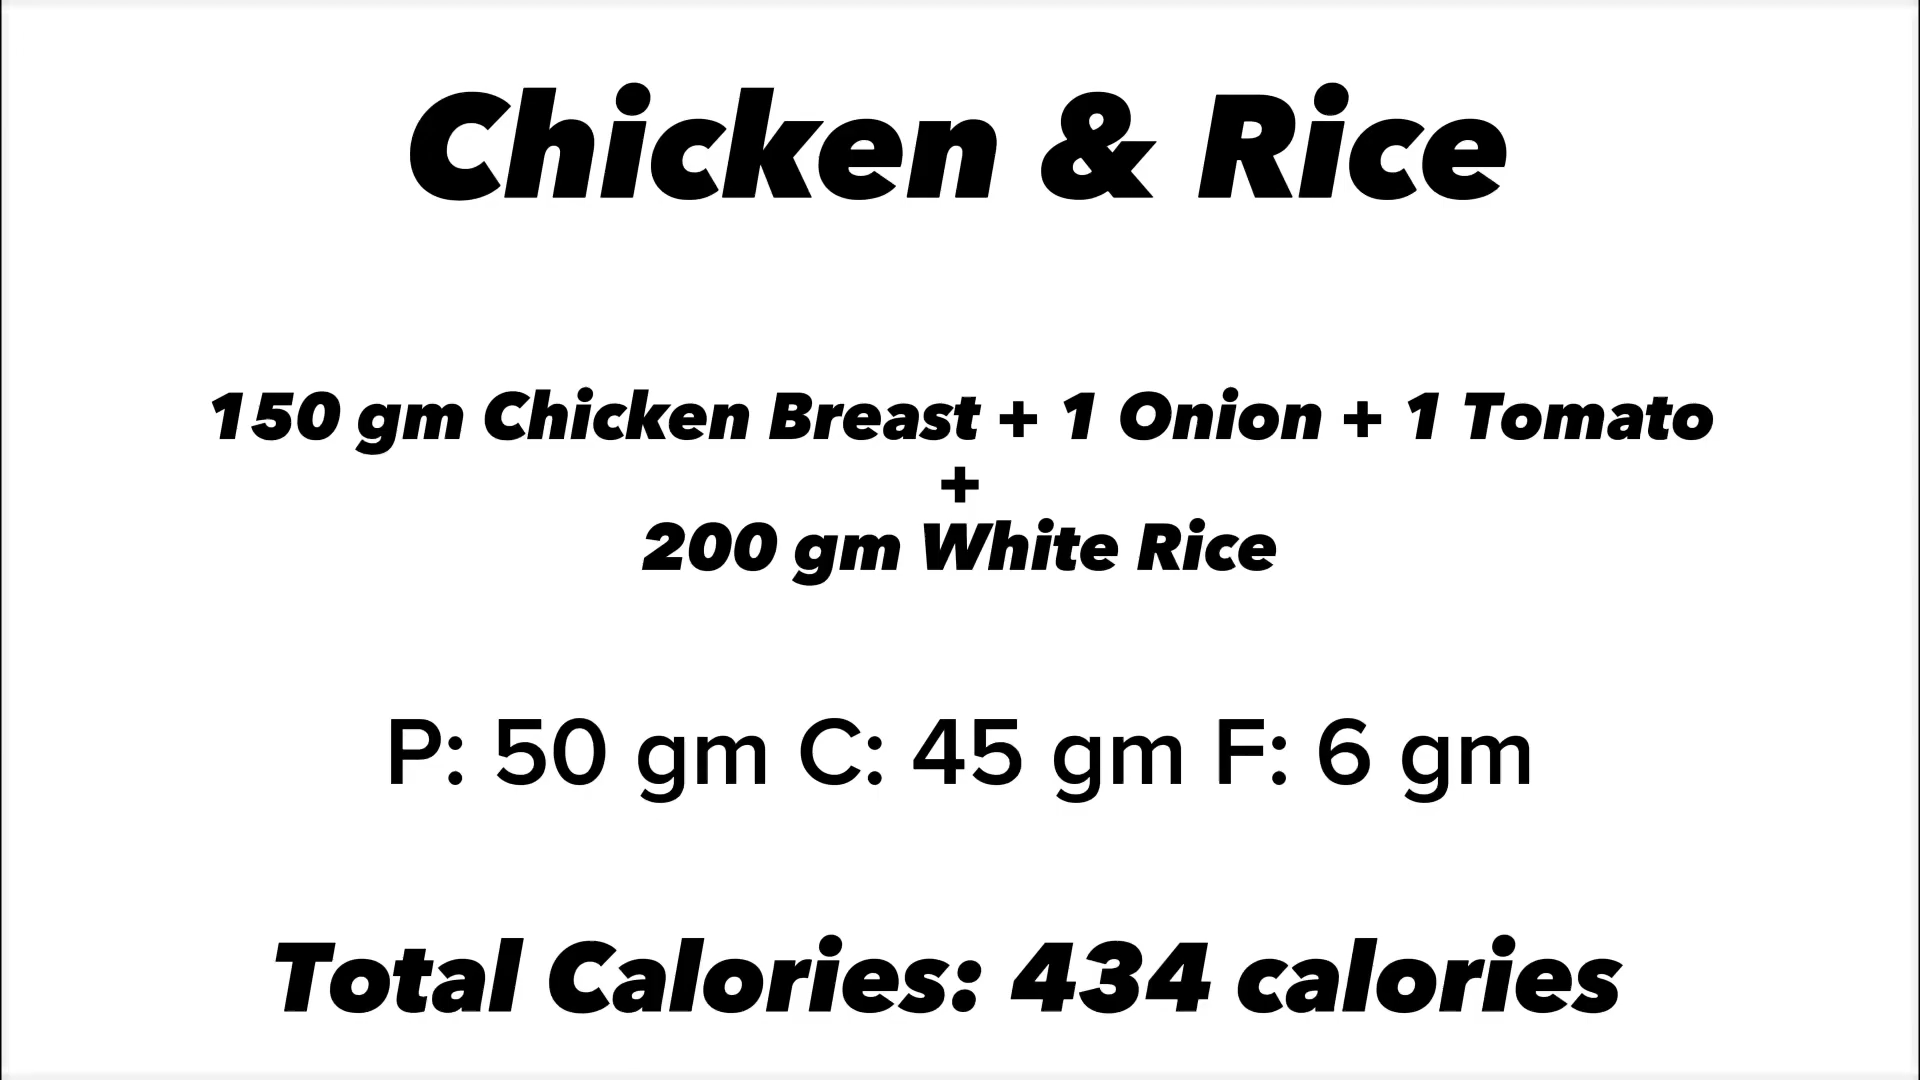 Chicken & Rice
150 gm Chicken Breast + 1 Onion + 1 Tomato
+
200 gm White Rice
P: 50 gm C: 45 gm F: 6 gm
Total Calories: 434 calories